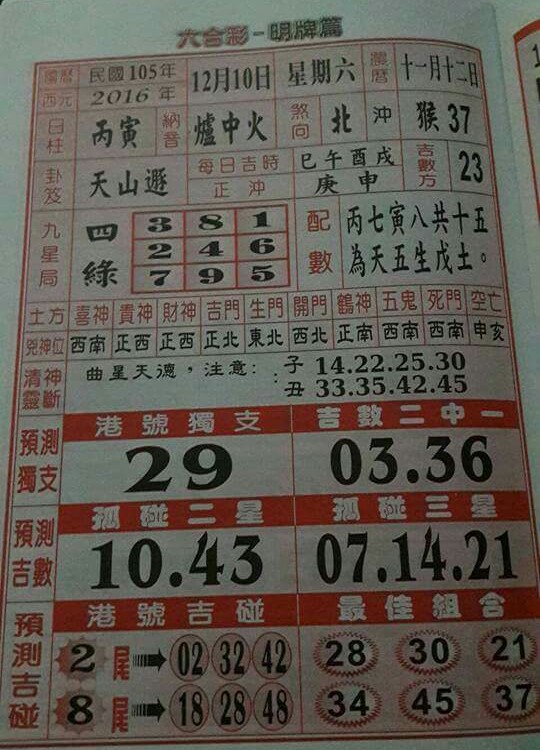 六合彩-明牌篇
國曆 民國105年 12月10日 星期六 農曆 十一月十二日
西元 2016年
日柱 丙寅 納音 爐中火 煞向 北 沖 猴37
卦笈 天山遯 每日吉時 巳午酉戌 吉數方 23
正沖 庚申
九星局 四綠 3 8 1 配數 丙七寅八共十五
2 4 6 為天五生戊土。
7 9 5
土方 喜神 貴神 財神 吉門 生門 開門 鶴神 五鬼 死門 空亡
兇神位 西南 正西 正西 正北 東北 西北 正南 西南 西南 申亥
清神靈斷 曲星天德，注意： 子 14.22.25.30
丑 33.35.42.45
預測獨支 港號獨支 吉數二中一
29 03.36
預測吉數 孤碰二星 孤碰三星
10.43 07.14.21
預測吉碰 港號吉碰 最佳組合
2尾 02 32 42 28 30 21
8尾 18 28 48 34 45 37